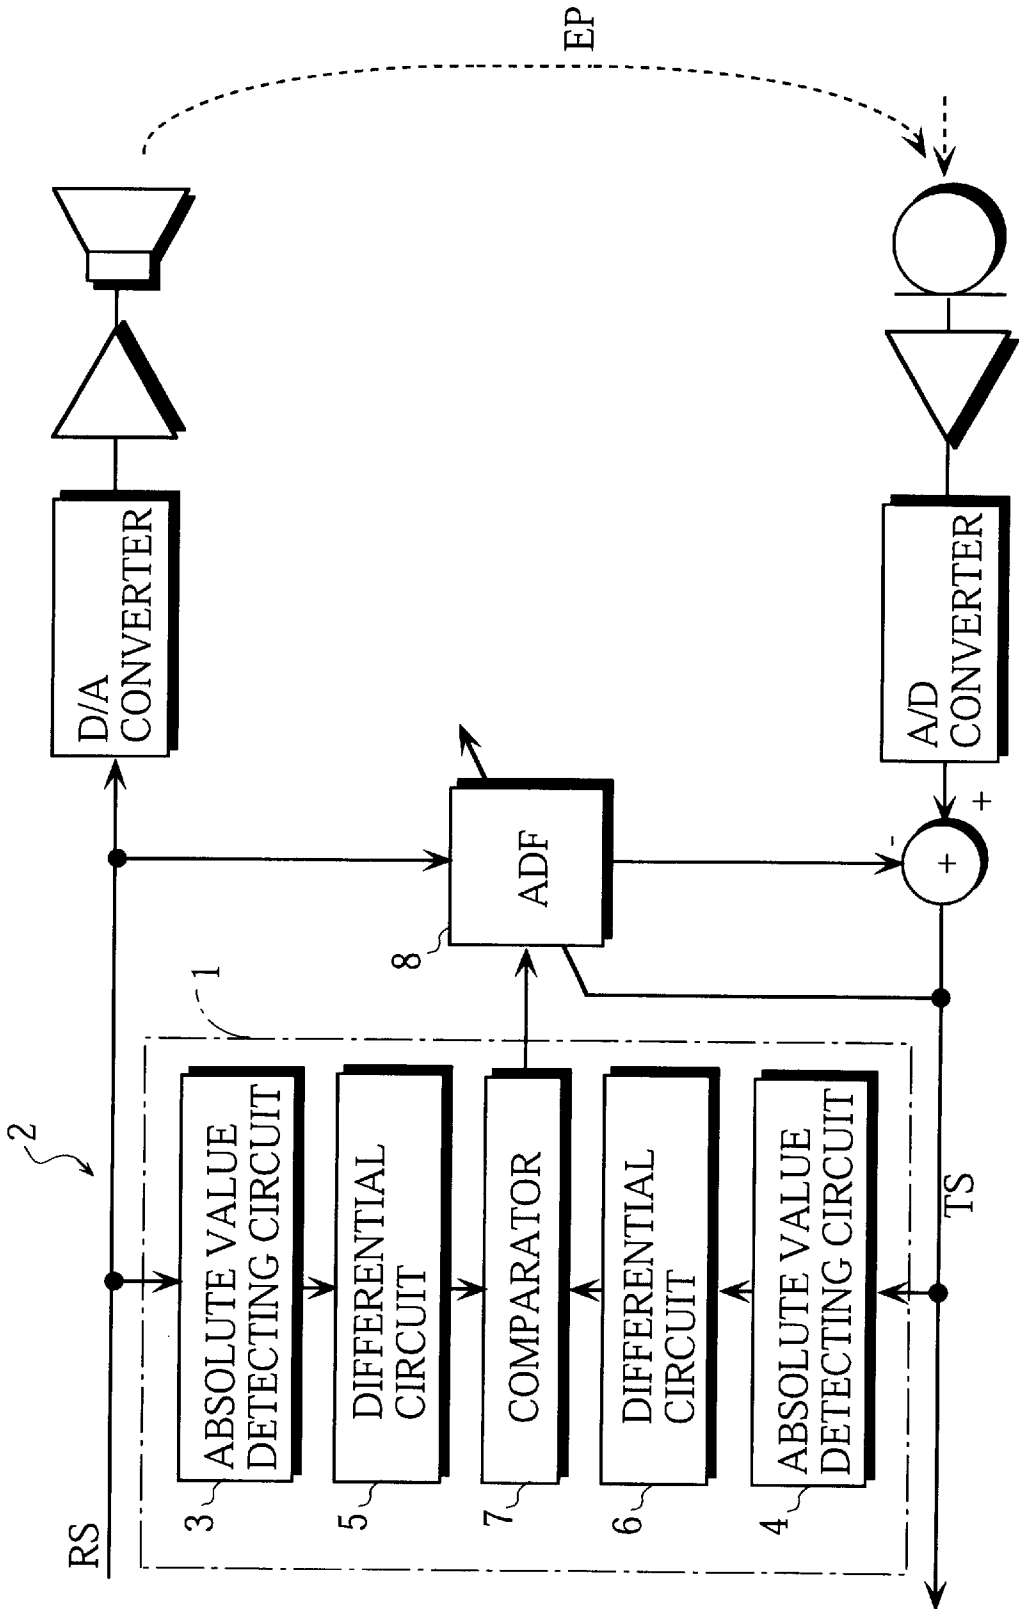 2
RS
1
3
ABSOLUTE VALUE
DETECTING CIRCUIT
5
DIFFERENTIAL
CIRCUIT
7
COMPARATOR
6
DIFFERENTIAL
CIRCUIT
4
ABSOLUTE VALUE
DETECTING CIRCUIT
TS
8
ADF
D/A
CONVERTER
-
+
+
A/D
CONVERTER
EP